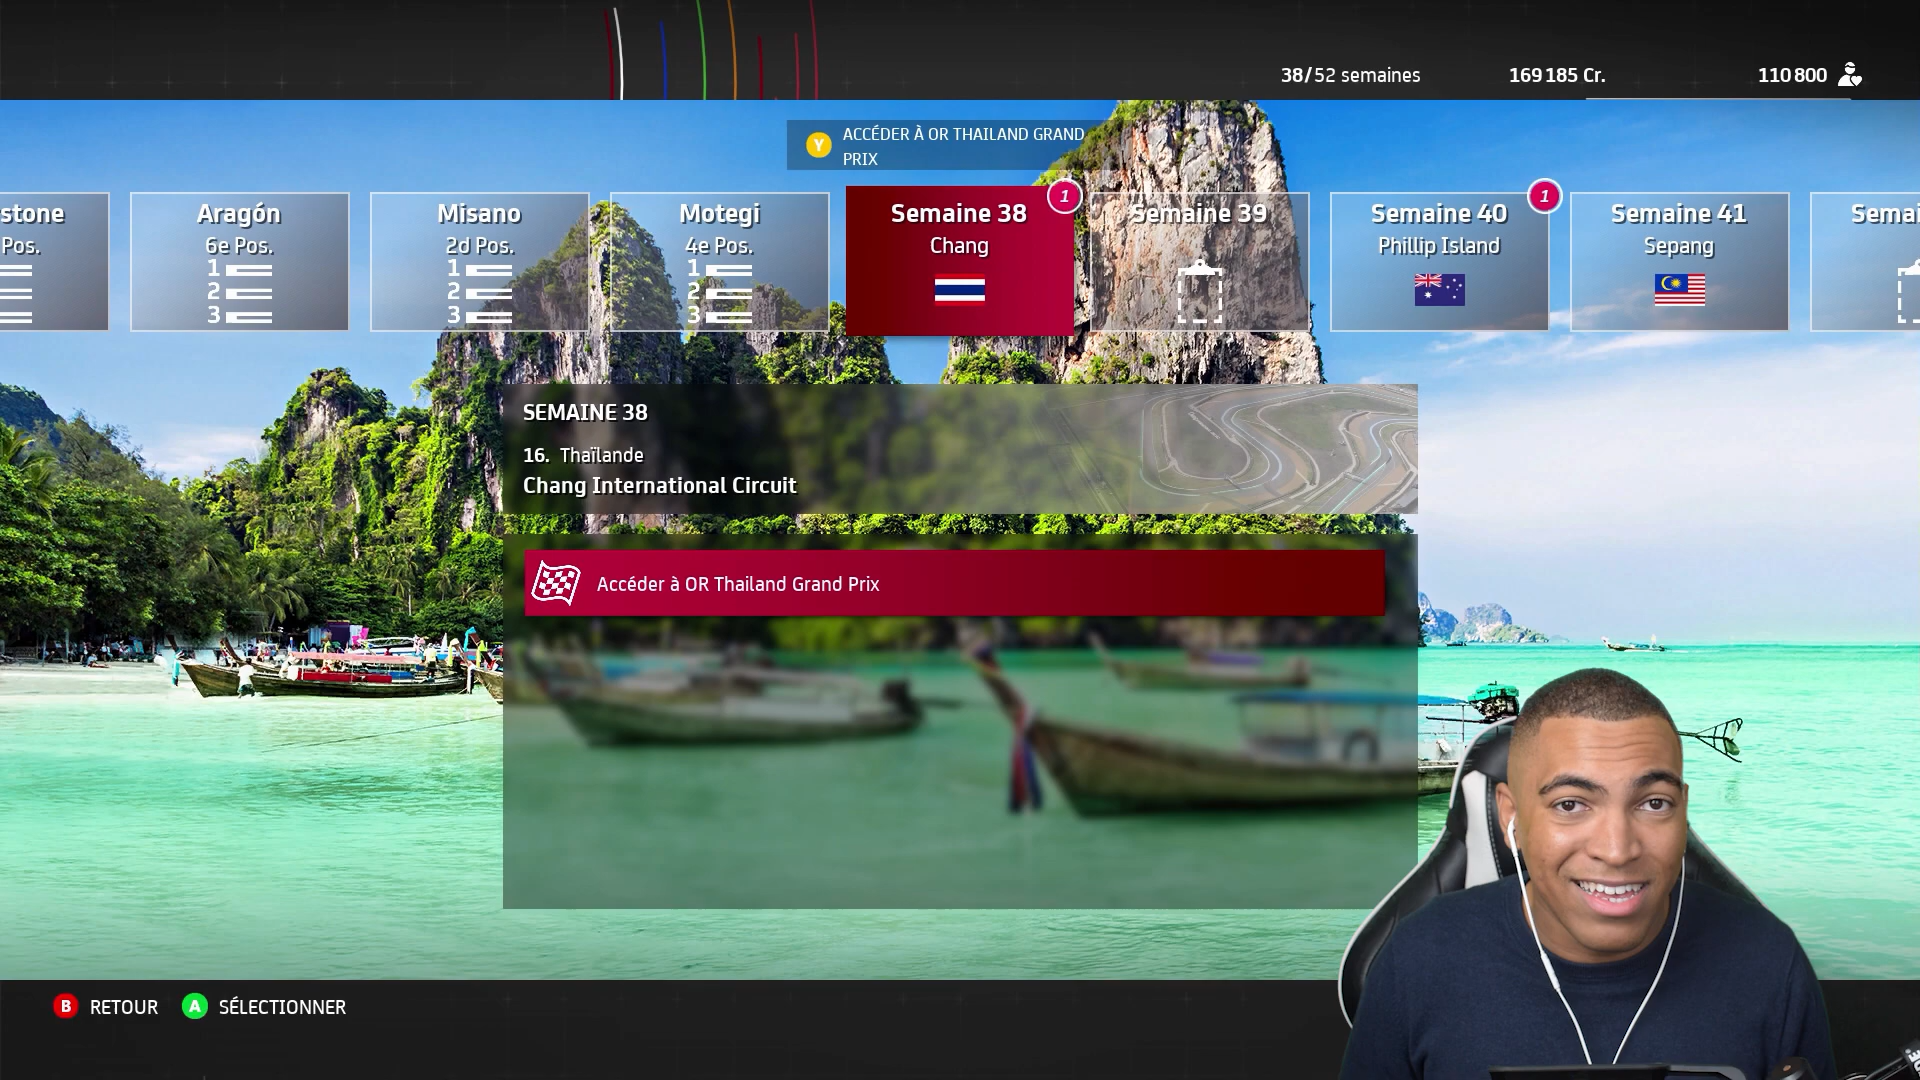 38/52 semaines
169 185 Cr.
110 800
Y ACCÉDER À OR THAILAND GRAND
PRIX
stone
Pos.
Aragón
6e Pos.
1
2
3
Misano
2d Pos.
1
2
3
Motegi
4e Pos.
1
2
3
Semaine 38
1
Chang
Semaine 39
Semaine 40
1
Phillip Island
Semaine 41
Sepang
Semai
SEMAINE 38
16. Thaïlande
Chang International Circuit
Accéder à OR Thailand Grand Prix
B RETOUR A SÉLECTIONNER